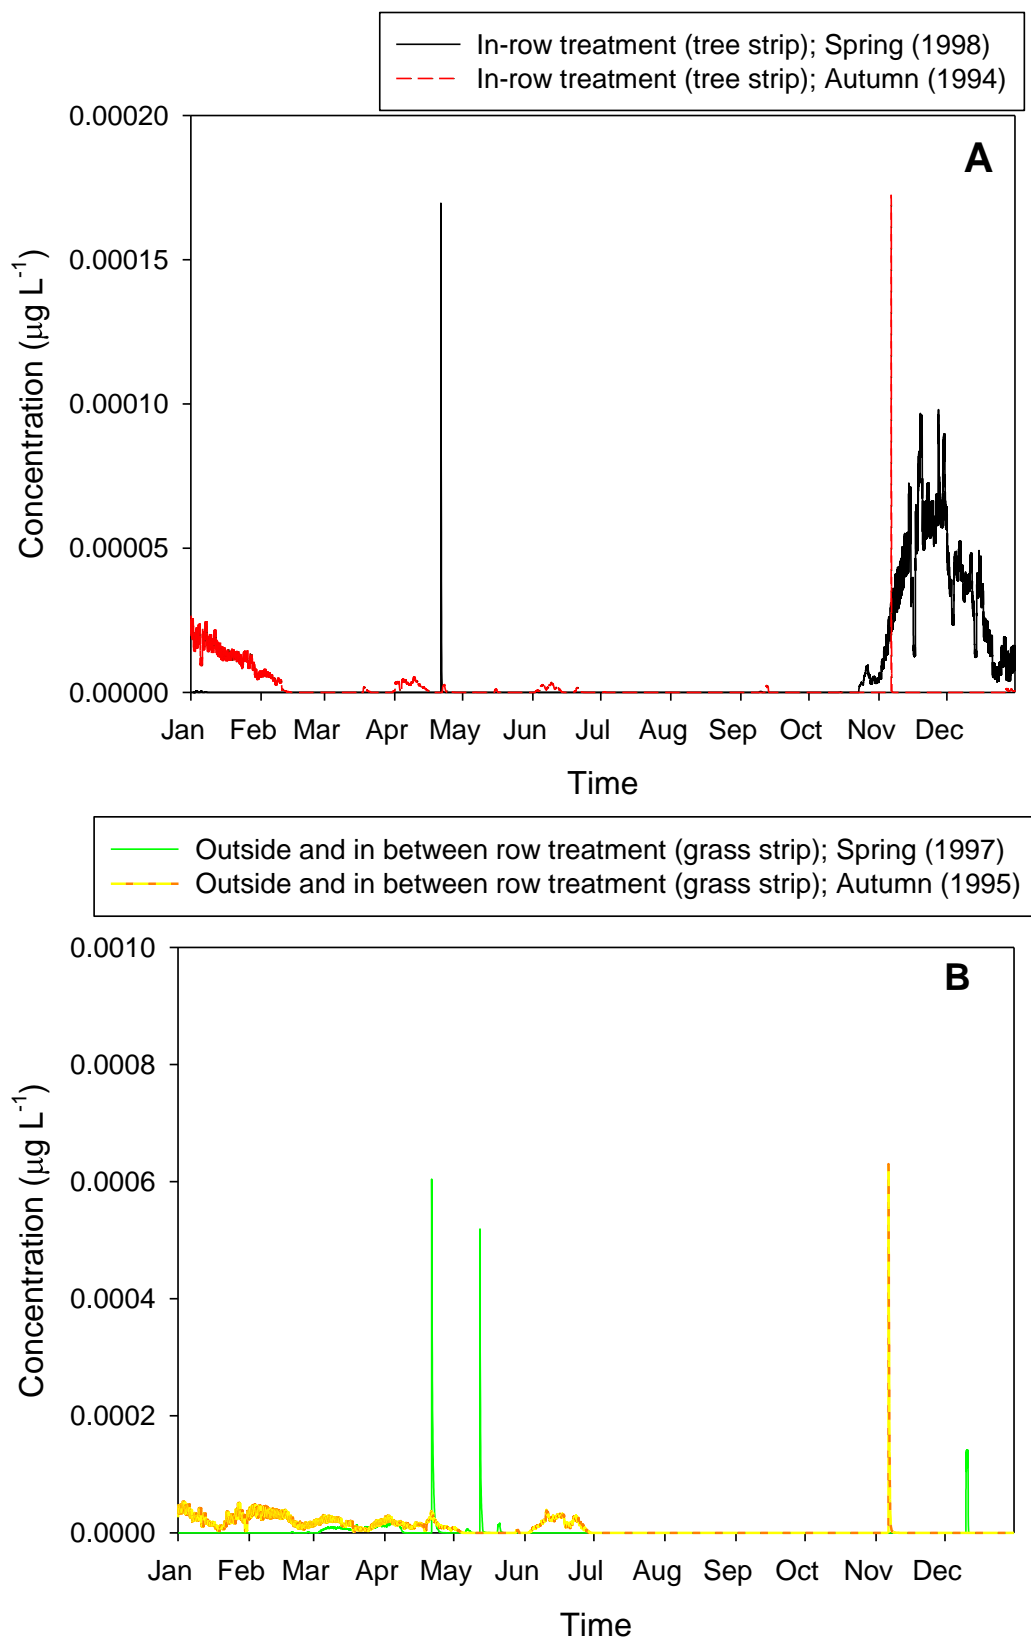 In-row treatment (tree strip); Spring (1998)
In-row treatment (tree strip); Autumn (1994)
0.00020
A
0.00015
0.00010
0.00005
0.00000
Concentration (μg L⁻¹)
Jan Feb Mar Apr May Jun Jul Aug Sep Oct Nov Dec
Time
Outside and in between row treatment (grass strip); Spring (1997)
Outside and in between row treatment (grass strip); Autumn (1995)
0.0010
B
0.0008
0.0006
0.0004
0.0002
0.0000
Concentration (μg L⁻¹)
Jan Feb Mar Apr May Jun Jul Aug Sep Oct Nov Dec
Time